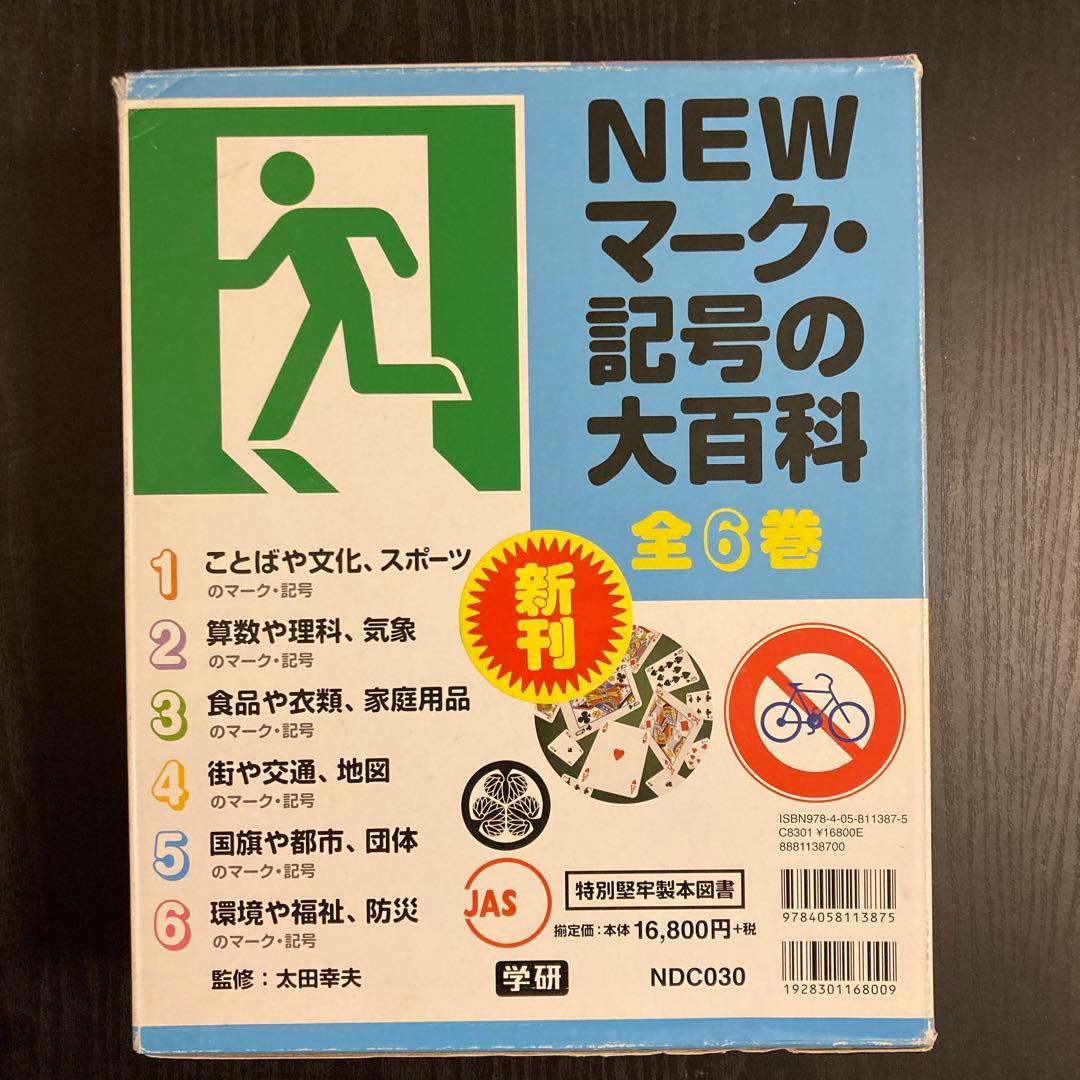 NEW
マーク・
記号の
大百科
全6巻
1 ことばや文化、スポーツ
のマーク・記号
2 算数や理科、気象
のマーク・記号
3 食品や衣類、家庭用品
のマーク・記号
4 街や交通、地図
のマーク・記号
5 国旗や都市、団体
のマーク・記号
6 環境や福祉、防災
のマーク・記号
監修：太田幸夫
新
刊
JAS
ISBN978-4-05-811387-5
C8301 ¥16800E
8881138700
特別堅牢製本図書
揃定価：本体16,800円+税
学研
NDC030
9784058113875
1928301168009